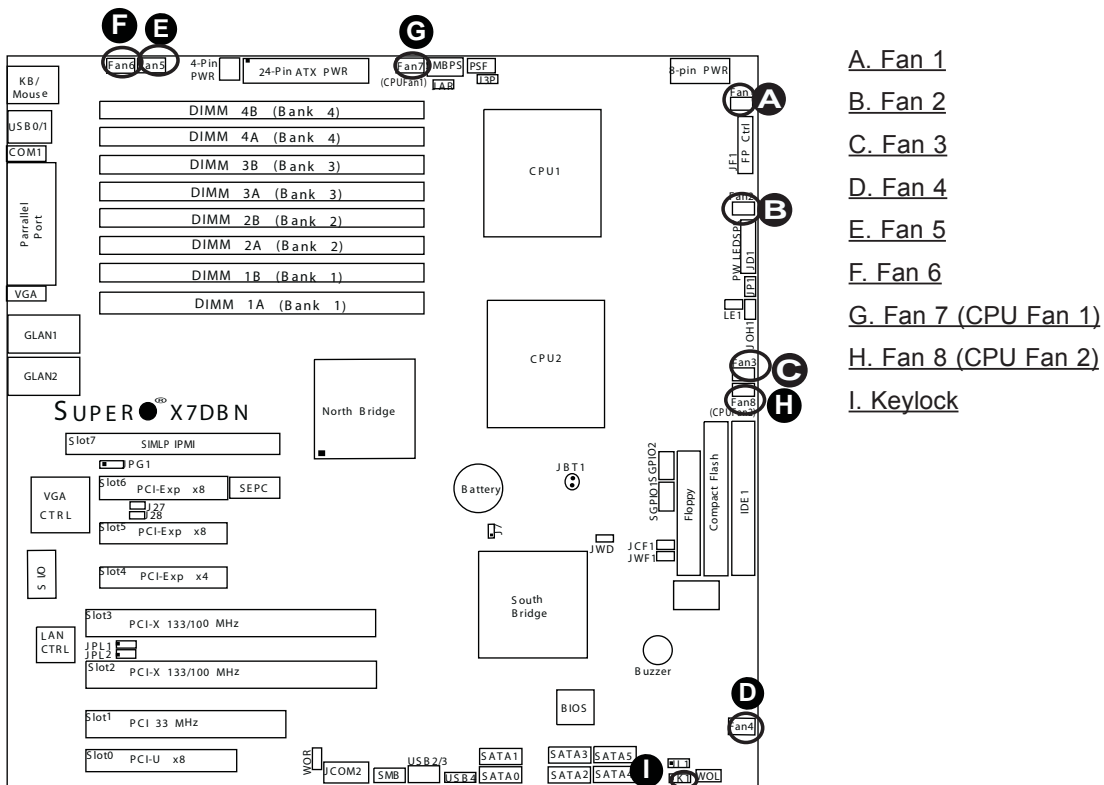 F
E
G
Fan6
Fan5
4-Pin
PWR
24-Pin ATX PWR
Fan7
(CPUFan1)
MBPS
PSF
JAR
J3P
8-pin PWR
KB/
Mouse
USB0/1
COM1
Parrallel
Port
VGA
GLAN1
GLAN2
DIMM 4B (Bank 4)
DIMM 4A (Bank 4)
DIMM 3B (Bank 3)
DIMM 3A (Bank 3)
DIMM 2B (Bank 2)
DIMM 2A (Bank 2)
DIMM 1B (Bank 1)
DIMM 1A (Bank 1)
CPU1
CPU2
Fan
A
FP Ctrl
JF1
Fan2
B
PW LEDSP
JD1
JP1
LE1
JOH1
Fan3
C
Fan8
(CPUFan2)
H
SUPER ® X7DBN
North Bridge
Slot7 SIMLP IPMI
JPG1
Slot6
PCI-Exp x8
SEPC
VGA
CTRL
J27
J28
Slot5
PCI-Exp x8
S I/O
Slot4
PCI-Exp x4
Slot3
PCI-X 133/100 MHz
LAN
CTRL
JPL1
JPL2
Slot2
PCI-X 133/100 MHz
Slot1
PCI 33 MHz
Slot0
PCI-U x8
Battery
JBT1
J7
JWD
SGPIO2
SGPIO1
Floppy
Compact Flash
IDE1
JCF1
JWF1
South
Bridge
Buzzer
BIOS
D
Fan4
WOR
JCOM2
SMB
USB2/3
USB4
SATA1
SATA0
SATA3
SATA2
SATA5
SATA4
I
JL1
JK1
WOL
A. Fan 1
B. Fan 2
C. Fan 3
D. Fan 4
E. Fan 5
F. Fan 6
G. Fan 7 (CPU Fan 1)
H. Fan 8 (CPU Fan 2)
I. Keylock